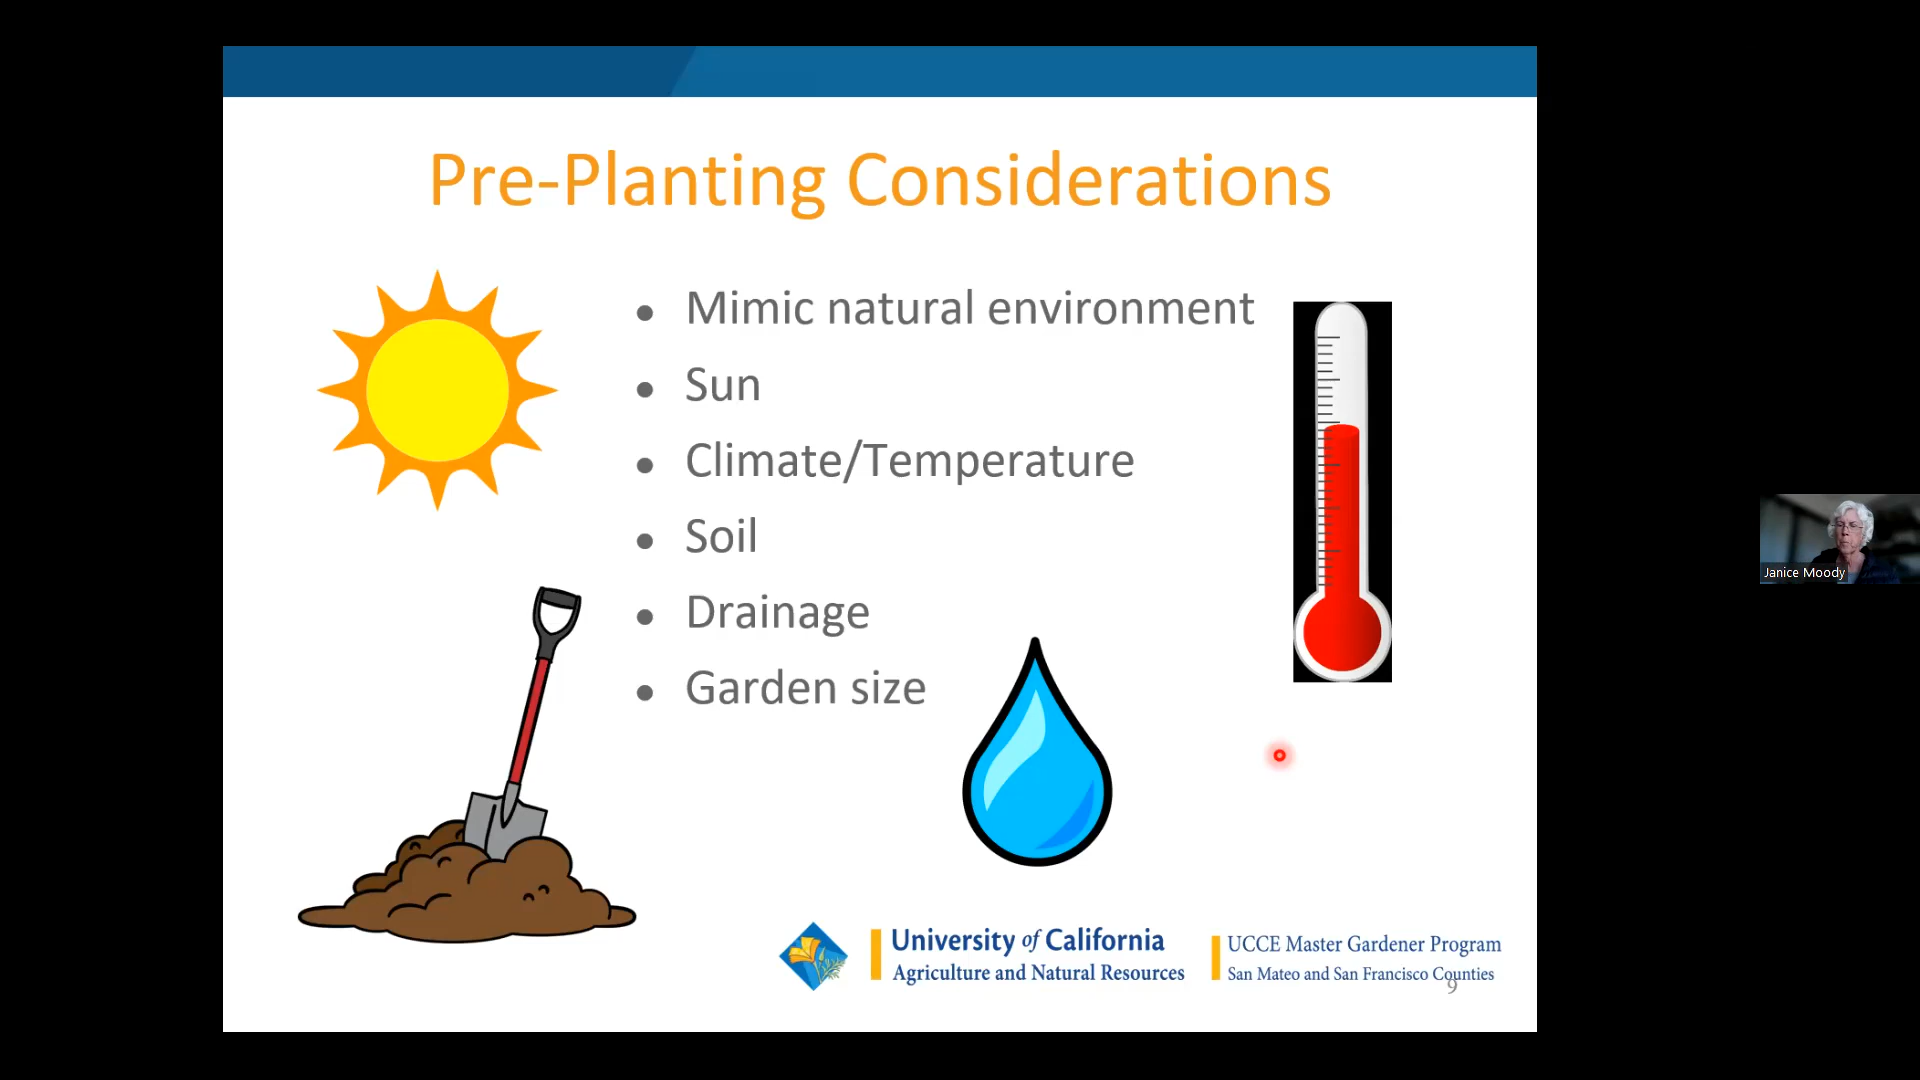 Pre-Planting Considerations
• Mimic natural environment
• Sun
• Climate/Temperature
• Soil
• Drainage
• Garden size
Janice Moody
University of California
Agriculture and Natural Resources
UCCE Master Gardener Program
San Mateo and San Francisco Counties
9